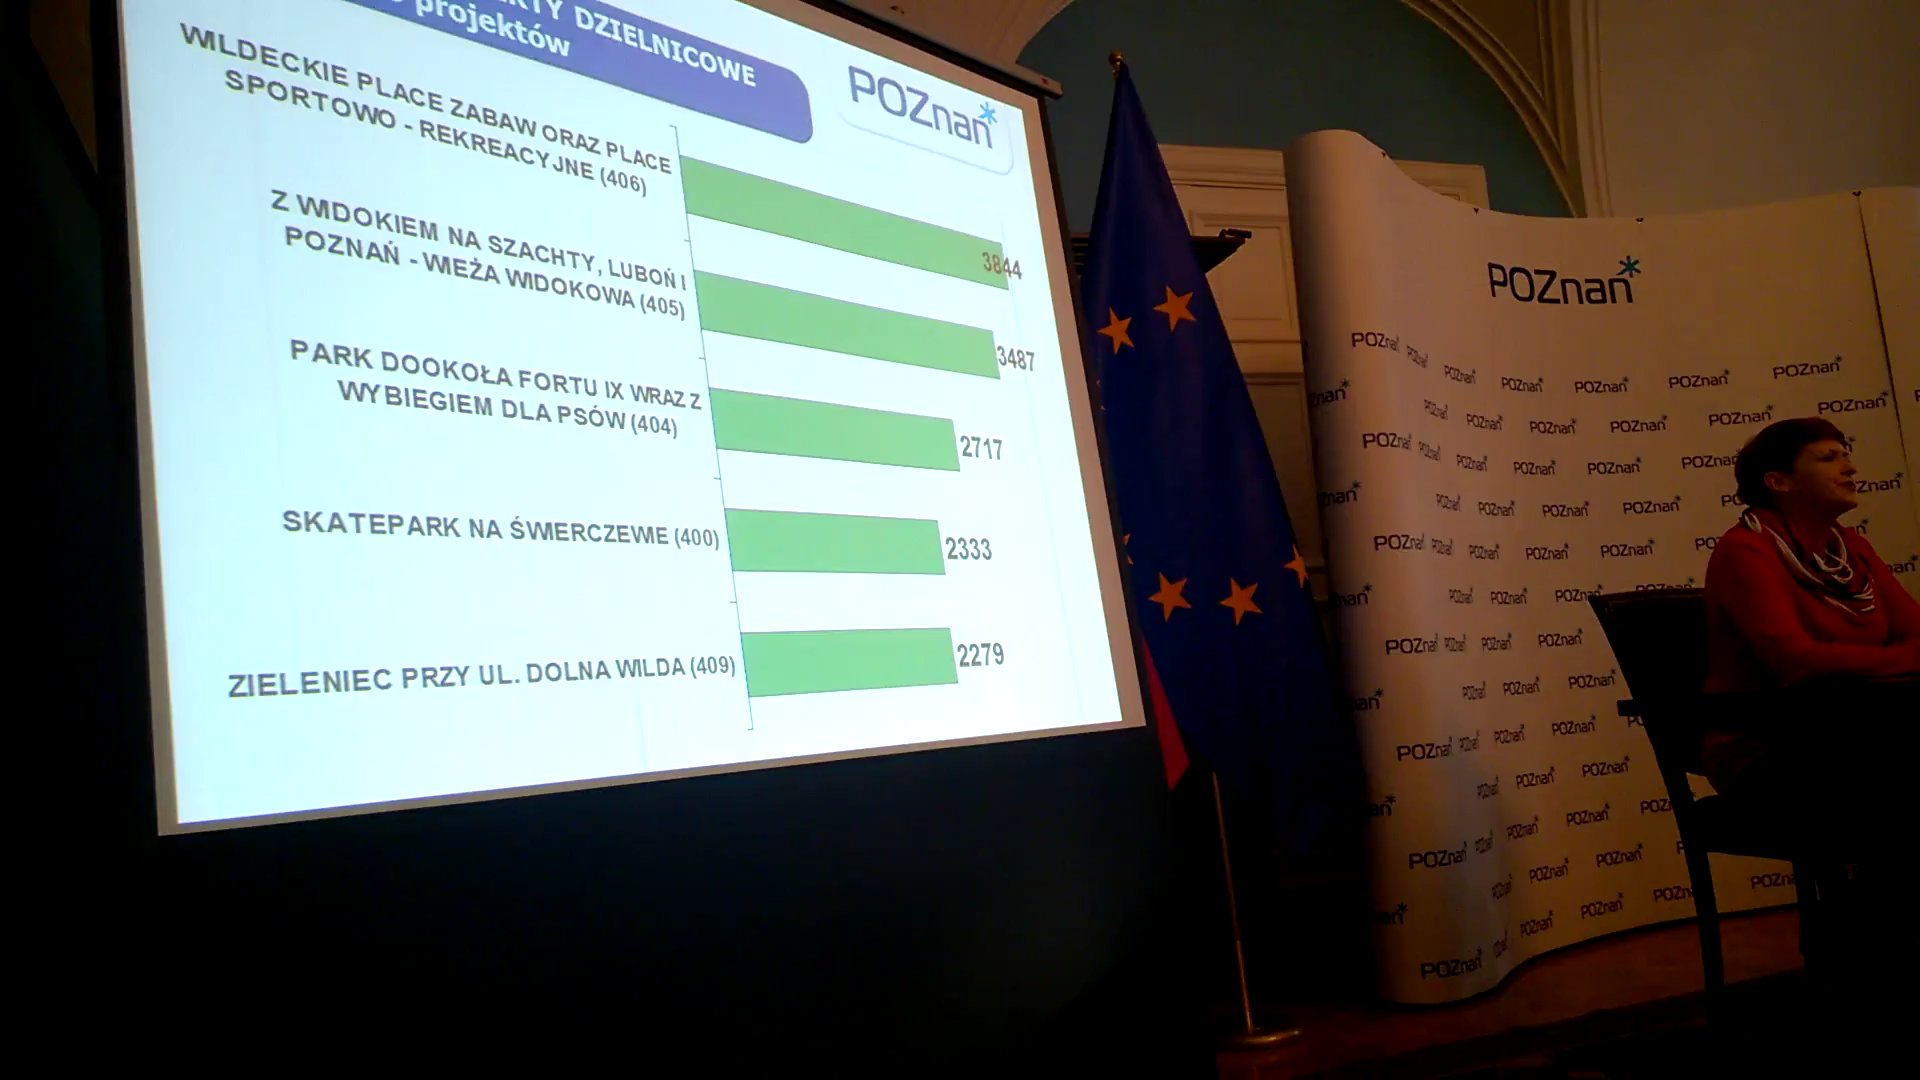 DZIELNICOWE
projektów
POZnań*
WILDECKIE PLACE ZABAW ORAZ PLACE
SPORTOWO - REKREACYJNE (406)
3844
Z WIDOKIEM NA SZACHTY, LUBOŃ I
POZNAŃ - WIEŻA WIDOKOWA (405)
3487
PARK DOOKOŁA FORTU IX WRAZ Z
WYBIEGIEM DLA PSÓW (404)
2717
SKATEPARK NA ŚWIERCZEWIE (400)
2333
ZIELENIEC PRZY UL. DOLNA WILDA (409)
2279
POZnań*